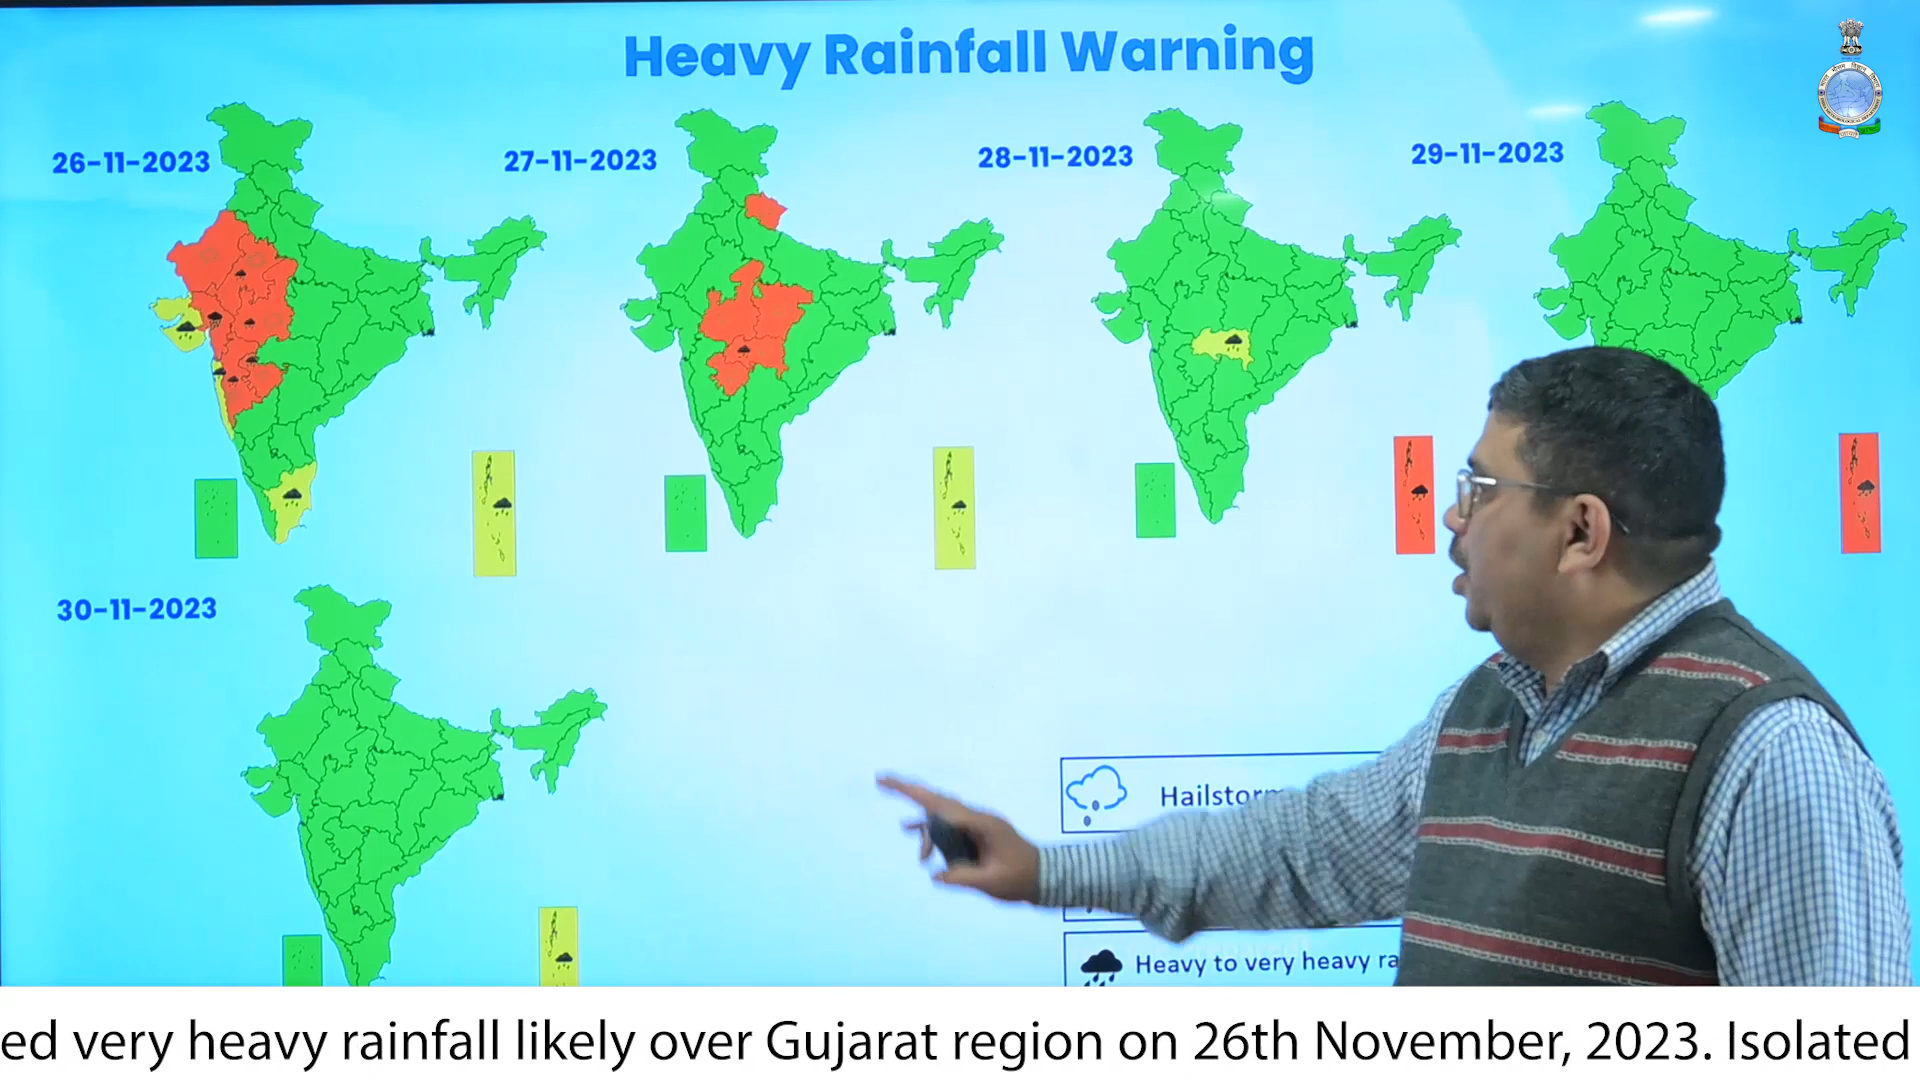 Heavy Rainfall Warning
26-11-2023
27-11-2023
28-11-2023
29-11-2023
30-11-2023
Hailstorm
Heavy to very heavy ra
ed very heavy rainfall likely over Gujarat region on 26th November, 2023. Isolated